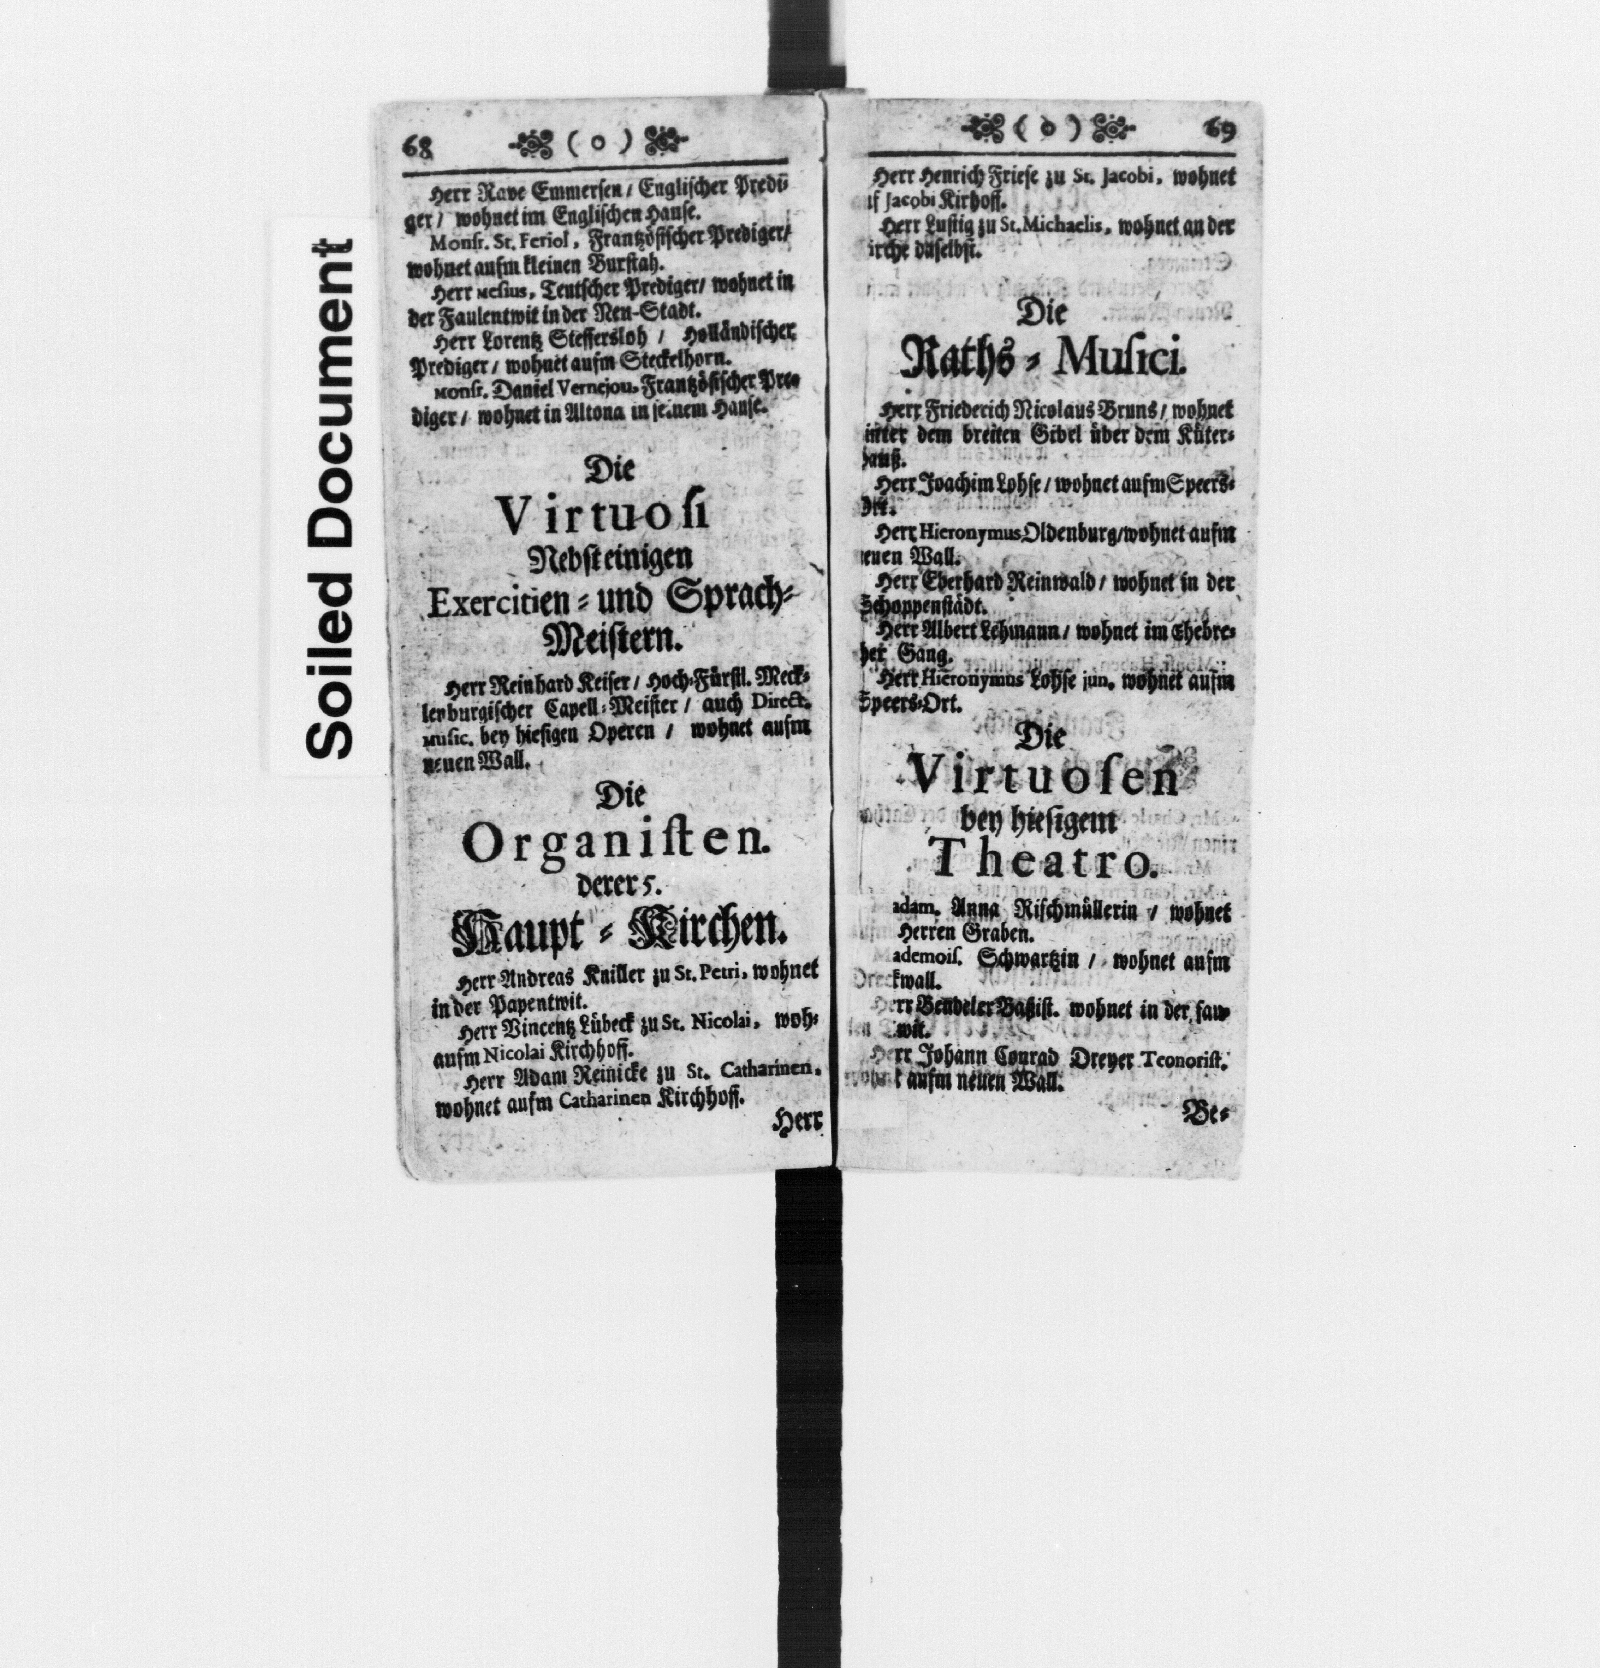 Soiled Document
68 ( o )
Herr Rave Emmersen / Englischer Predi-
ger / wohnet im Englischen Hause.
Monsr. St. Feriol, Frantzösischer Prediger/
wohnet aufm kleinen Burstah.
Herr Mesius, Teutscher Prediger/ wohnet in
der Faulentwit in der Neu-Stadt.
Herr Lorentz Steffersloh / Holländischer
Prediger / wohnet aufm Steckelhorn.
Monsr. Daniel Vernejou, Frantzösischer Pre-
diger / wohnet in Altona in seinem Hause.
Die
Virtuosi
Nebst einigen
Exercitien- und Sprach-
Meistern.
Herr Reinhard Keiser / Hoch-Fürstl. Meck-
lenburgischer Capell-Meister / auch Direct.
Music. bey hiesigen Operen / wohnet aufm
neuen Wall.
Die
Organisten.
derer 5.
Haupt-Kirchen.
Herr Andreas Kniller zu St. Petri, wohnet
in der Papentwit.
Herr Vincentz Lübeck zu St. Nicolai, woh-
aufm Nicolai Kirchhoff.
Herr Adam Reinicke zu St. Catharinen,
wohnet aufm Catharinen Kirchhoff.
Herr
( o ) 69
Herr Henrich Friese zu St. Jacobi, wohnet
uf Jacobi Kirhoff.
Herr Lustig zu St. Michaelis, wohnet an der
irche daselbst.
Die
Raths-Musici.
Herr Friederich Nicolaus Bruns / wohnet
inter dem breiten Gibel über dem Küter-
hauß.
Herr Joachim Lohse / wohnet aufm Speers-
Ort.
Herr Hieronymus Oldenburg/wohnet aufm
euen Wall.
Herr Eberhard Reinwald / wohnet in der
Schoppenstädt.
Herr Albert Lehmann / wohnet im Ehebre-
her Gang.
Herr Hieronymus Lohse jun. wohnet aufm
Speers-Ort.
Die
Virtuosen
bey hiesigem
Theatro.
adam. Anna Rischmüllerin / wohnet
Herren Graben.
ademois. Schwartzin / wohnet aufm
Dreckwall.
Herr Bendeler Baßist. wohnet in der fau-
len Twit.
Herr Johann Conrad Dreyer Teonorist.
wohnet aufm neuen Wall.
Be-